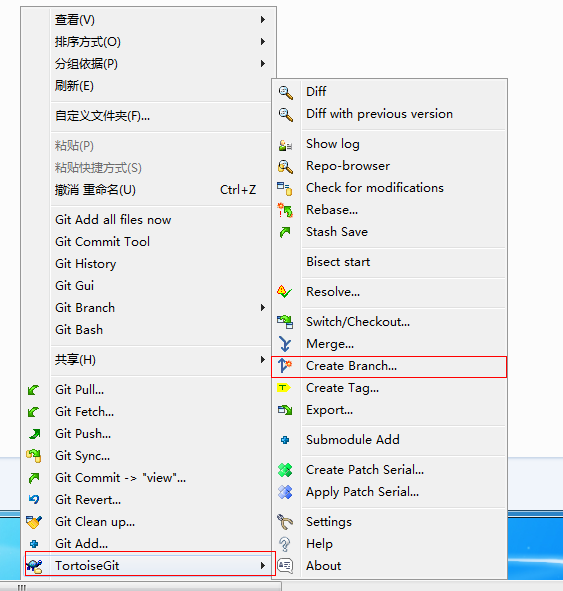 查看(V)
排序方式(O)
分组依据(P)
刷新(E)
自定义文件夹(F)...
粘贴(P)
粘贴快捷方式(S)
撤消 重命名(U) Ctrl+Z
Git Add all files now
Git Commit Tool
Git History
Git Gui
Git Branch
Git Bash
共享(H)
Git Pull...
Git Fetch...
Git Push...
Git Sync...
Git Commit -> "view"...
Git Revert...
Git Clean up...
Git Add...
TortoiseGit
Diff
Diff with previous version
Show log
Repo-browser
Check for modifications
Rebase...
Stash Save
Bisect start
Resolve...
Switch/Checkout...
Merge...
Create Branch...
Create Tag...
Export...
Submodule Add
Create Patch Serial...
Apply Patch Serial...
Settings
Help
About